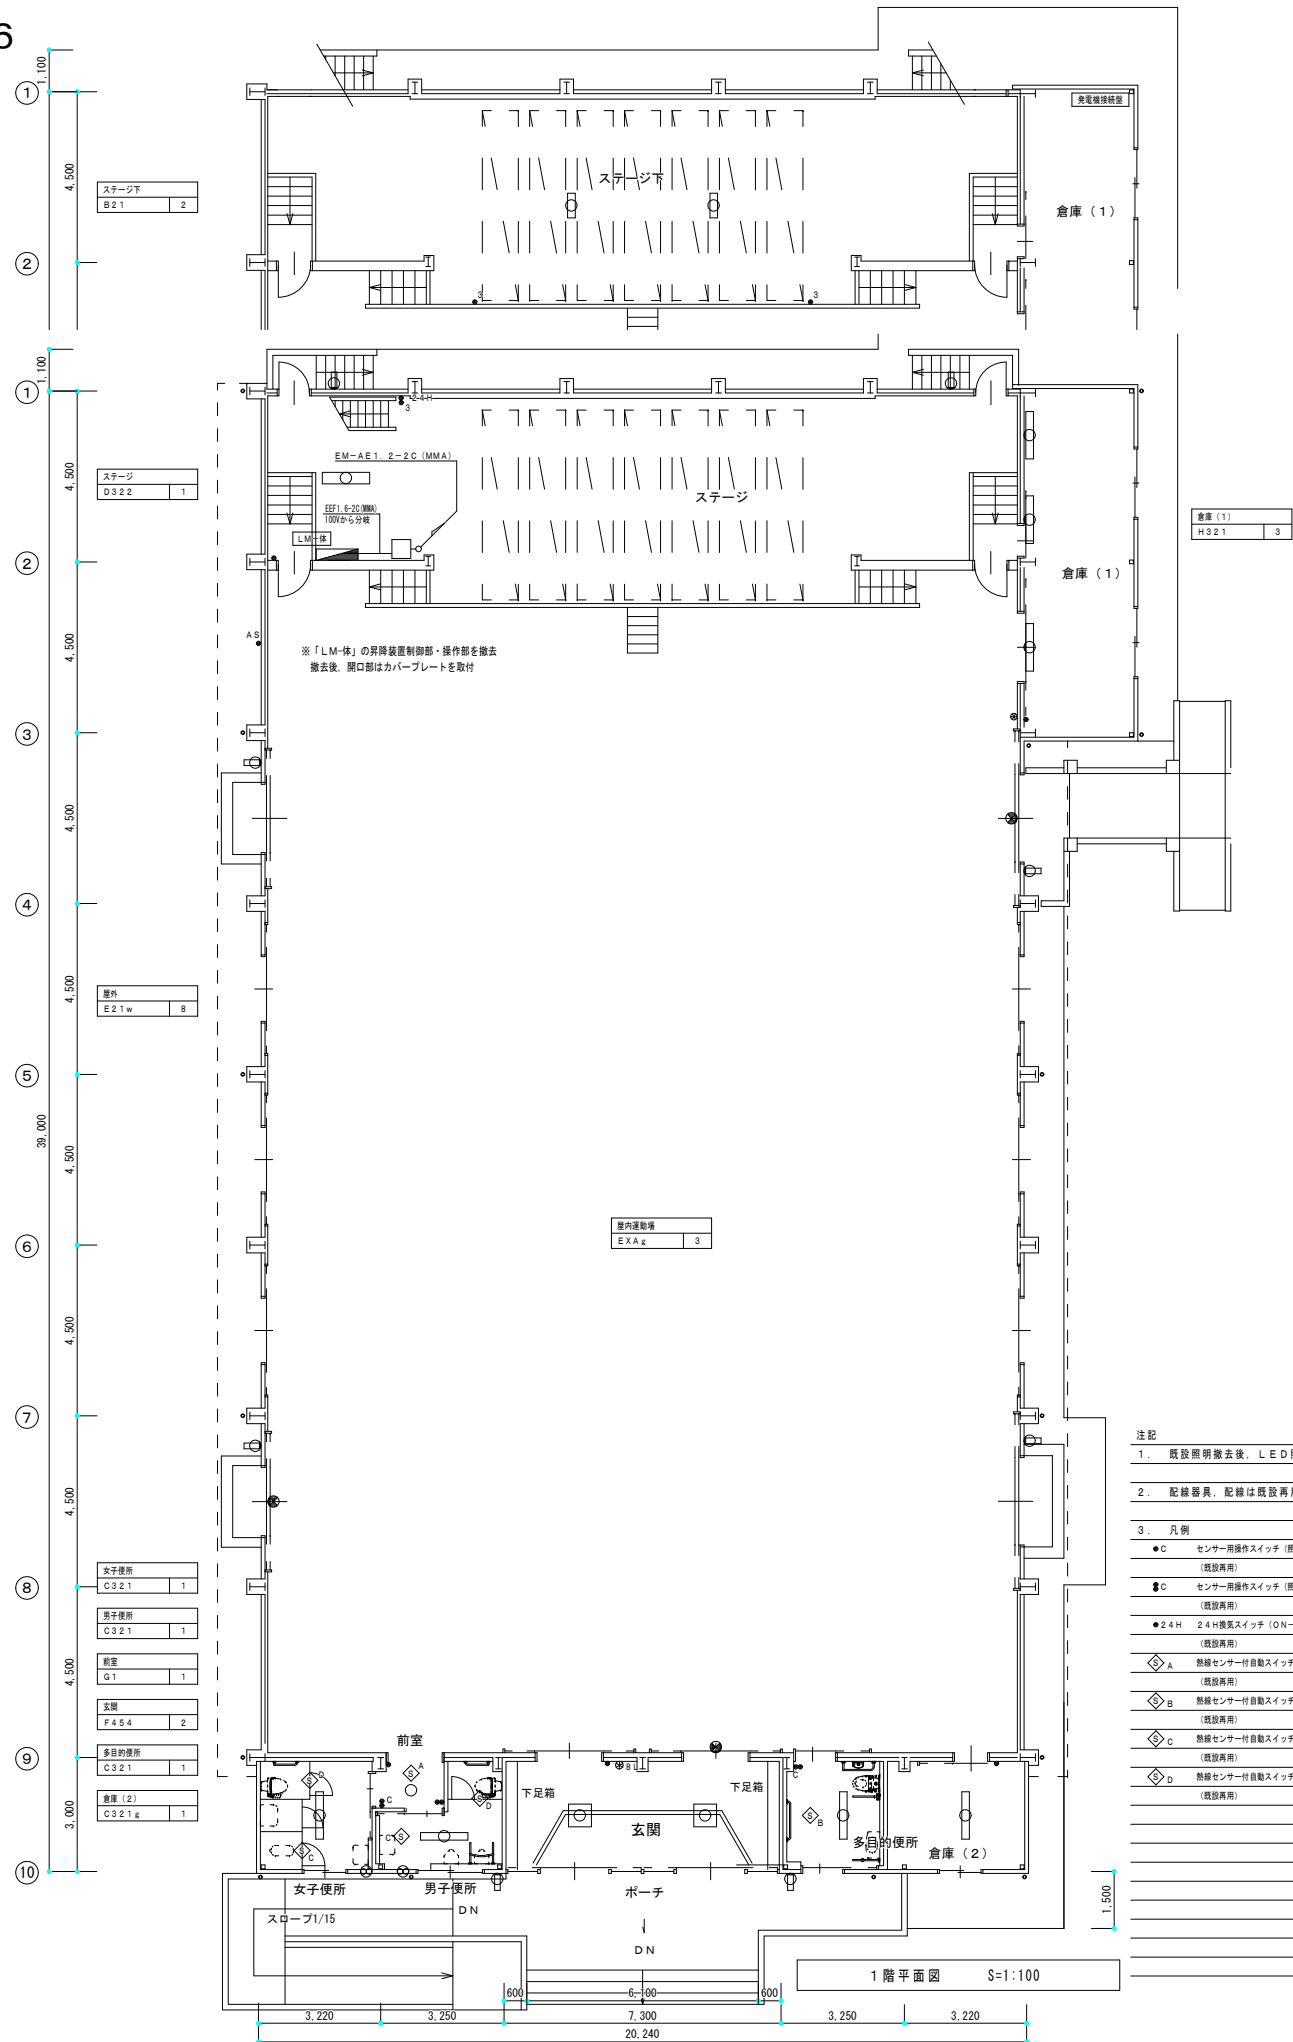 6
1,100
①
4,500
ステージ下
B21 2
②
ステージ下
3
3
発電機接続盤
倉庫（1）
1,100
①
4,500
ステージ
D322 1
②
2-4-H
3
EM-AE1.2-2C(MMA)
EEF1.6-2C(MMA)
100Vから分岐
LM-体
ステージ
倉庫（1）
倉庫（1）
H321 3
4,500
AS
※「LM-体」の昇降装置制御部・操作部を撤去
撤去後、開口部はカバープレートを取付
③
4,500
④
4,500
屋外
E21w 8
⑤
39,000
4,500
⑥
屋内運動場
EXAg 3
4,500
⑦
4,500
⑧
女子便所
C321 1
男子便所
C321 1
4,500
前室
G1 1
玄関
F454 2
⑨
多目的便所
C321 1
倉庫（2）
C321g 1
3,000
⑩
前室
S A
S D
C
S D
S C
C S
下足箱
8
下足箱
玄関
C
S B
多目的便所
倉庫（2）
女子便所
男子便所
ポーチ
スロープ1/15
DN
DN
1,500
1階平面図 S=1:100
600
6,100
600
3,220
3,250
7,300
3,250
3,220
20,240
注記
1. 既設照明撤去後、LED
2. 配線器具、配線は既設再
3. 凡例
●C センサー用操作スイッチ
（既設再用）
C センサー用操作スイッチ
（既設再用）
●24H 24H換気スイッチ（ON-
（既設再用）
S A 熱線センサー付自動スイッチ
（既設再用）
S B 熱線センサー付自動スイッチ
（既設再用）
S C 熱線センサー付自動スイッチ
（既設再用）
S D 熱線センサー付自動スイッチ
（既設再用）